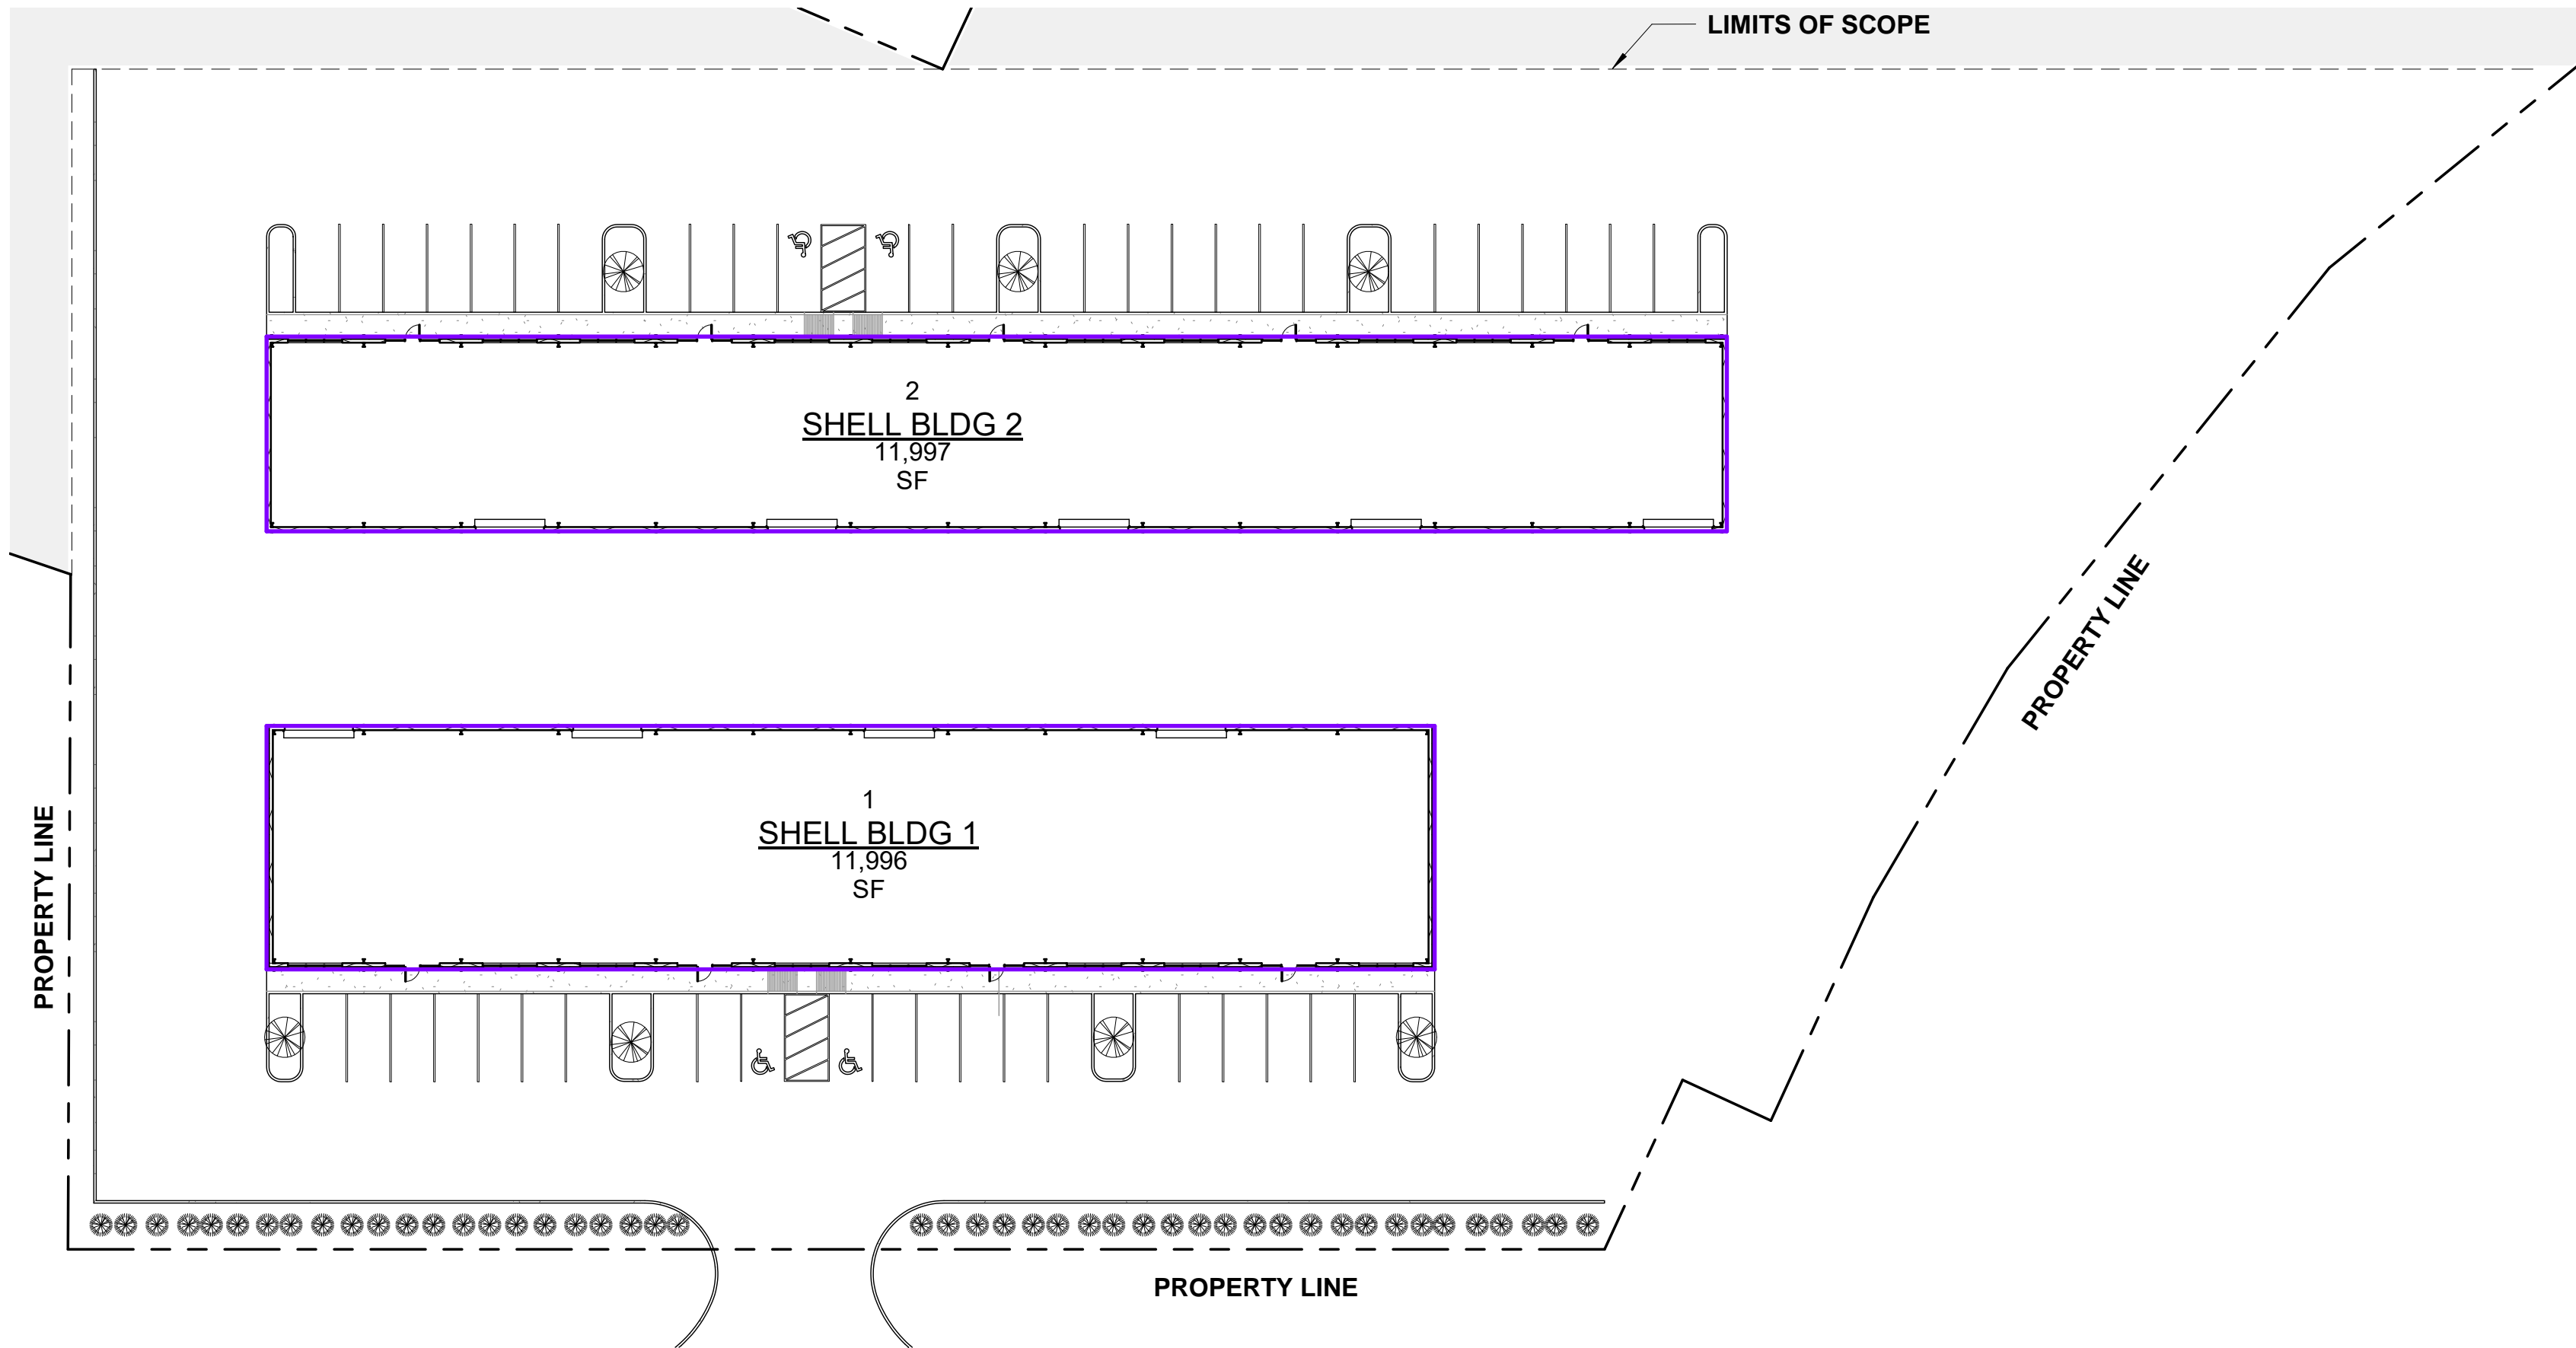 LIMITS OF SCOPE
2
SHELL BLDG 2
11,997
SF
PROPERTY LINE
1
SHELL BLDG 1
11,996
SF
PROPERTY LINE
PROPERTY LINE